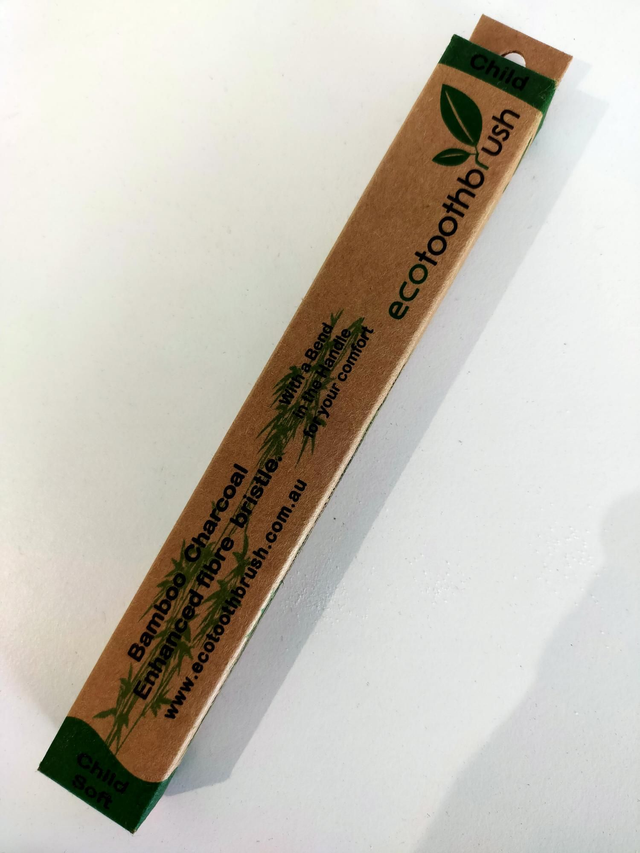 Child
ecotoothbrush
With a Bend
in the Handle
for your comfort
Bamboo Charcoal
Enhanced fibre bristle.
www.ecotoothbrush.com.au
Child
Soft